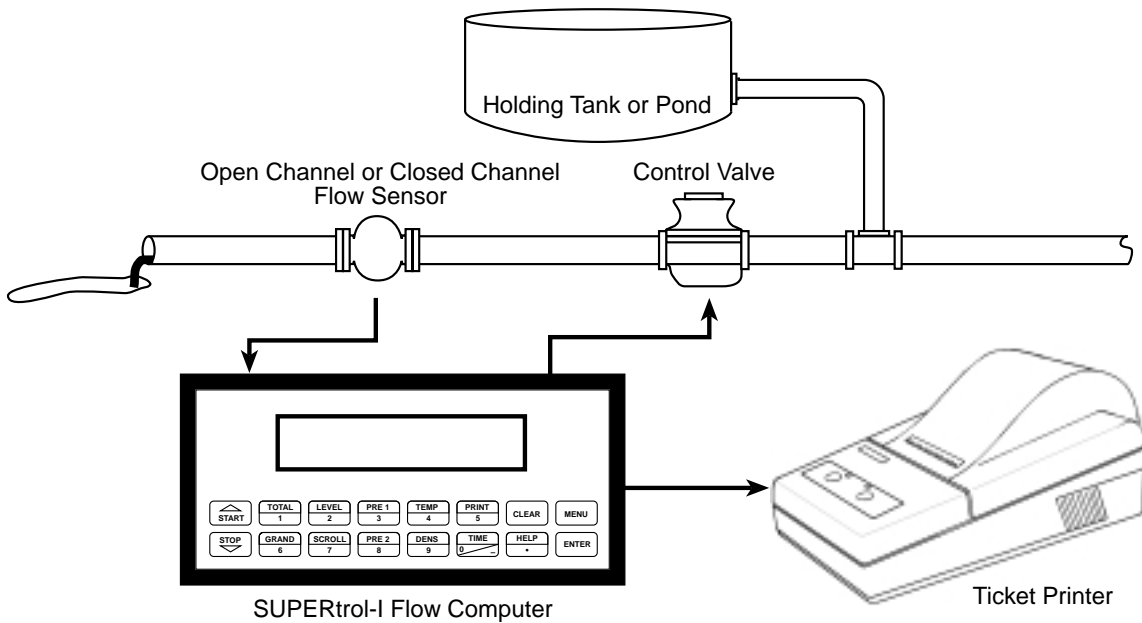 Holding Tank or Pond
Open Channel or Closed Channel
Flow Sensor
Control Valve
START
TOTAL
1
LEVEL
2
PRE 1
3
TEMP
4
PRINT
5
CLEAR
MENU
STOP
GRAND
6
SCROLL
7
PRE 2
8
DENS
9
TIME
0 –
HELP
•
ENTER
SUPERtrol-I Flow Computer
Ticket Printer